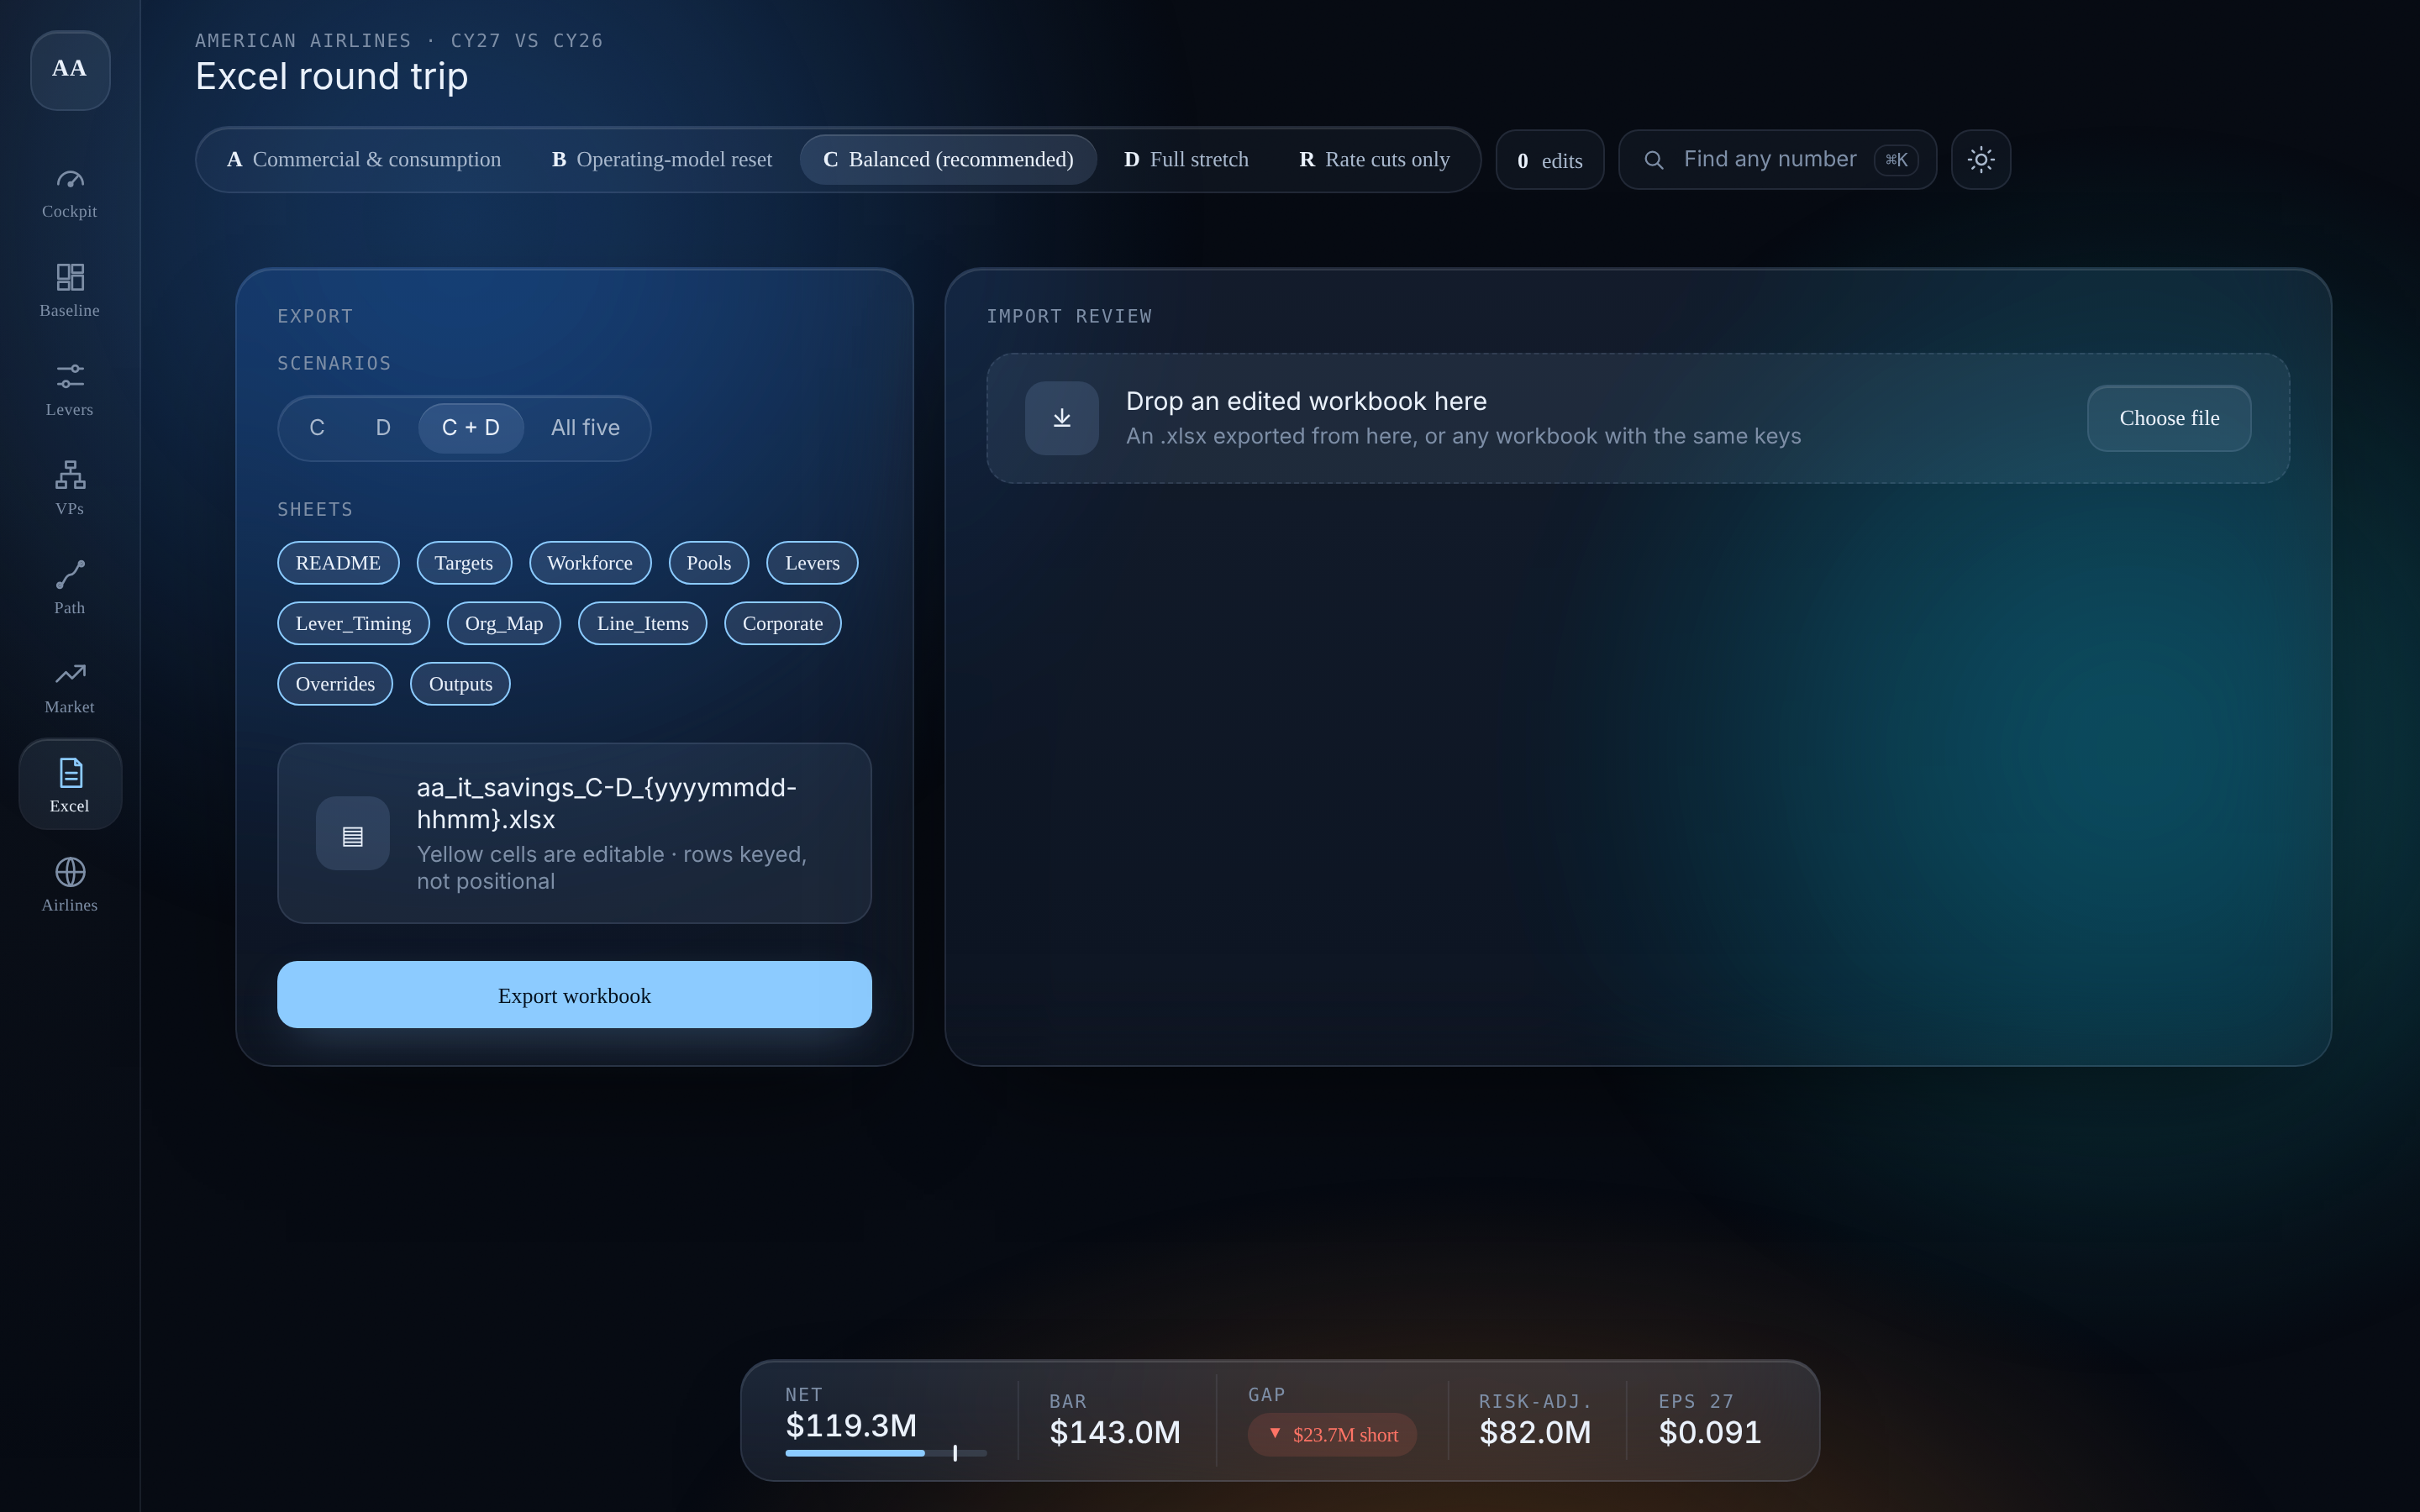 AA
AMERICAN AIRLINES · CY27 VS CY26
Excel round trip
A Commercial & consumption B Operating-model reset C Balanced (recommended) D Full stretch R Rate cuts only 0 edits Find any number ⌘K
Cockpit
Baseline
Levers
VPs
Path
Market
Excel
Airlines
EXPORT
SCENARIOS
C D C + D All five
SHEETS
README Targets Workforce Pools Levers
Lever_Timing Org_Map Line_Items Corporate
Overrides Outputs
aa_it_savings_C-D_{yyyymmdd-
hhmm}.xlsx
Yellow cells are editable · rows keyed,
not positional
Export workbook
IMPORT REVIEW
Drop an edited workbook here
An .xlsx exported from here, or any workbook with the same keys
Choose file
NET
$119.3M
BAR
$143.0M
GAP
▼ $23.7M short
RISK-ADJ.
$82.0M
EPS 27
$0.091